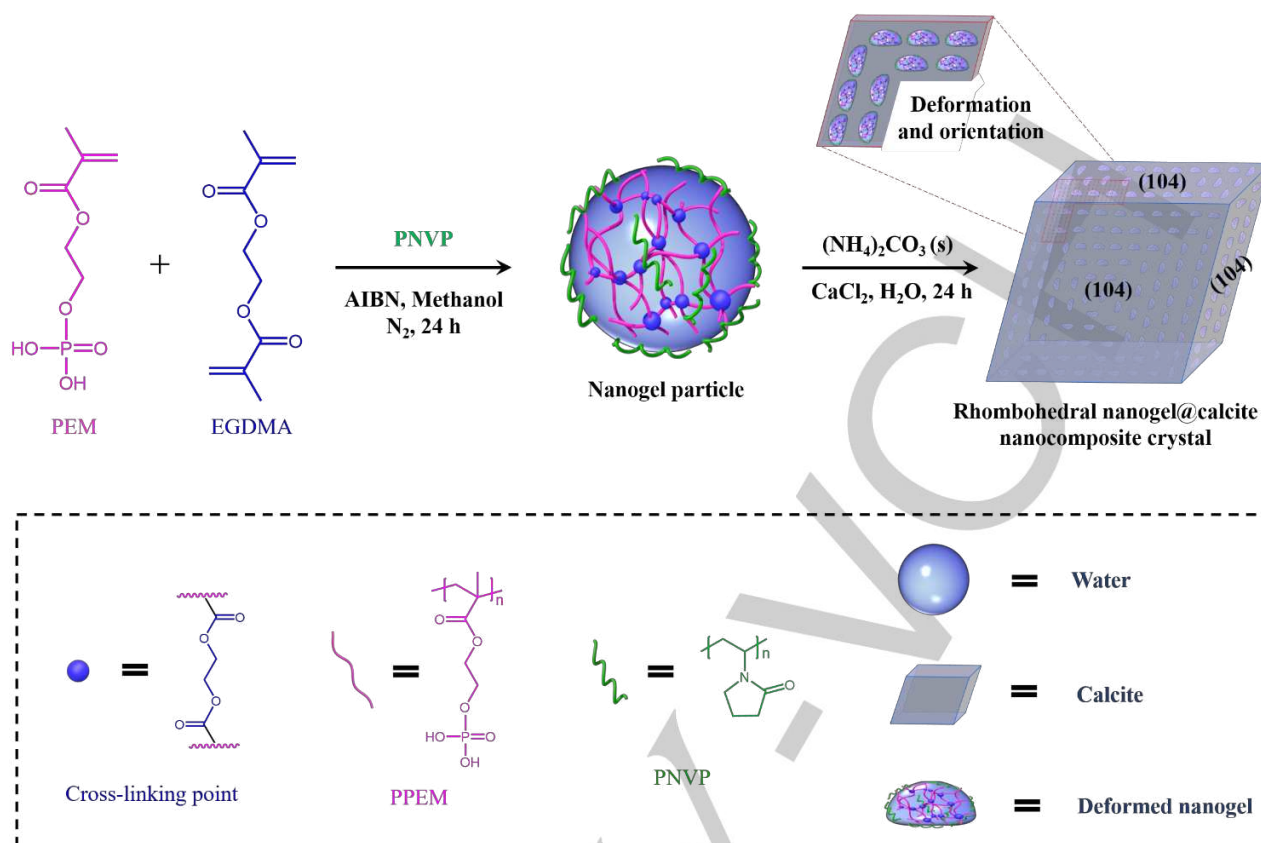 Deformation
and orientation
(104)
(104)
(104)
O
O
O
P
HO
O
OH
PEM
+
O
O
O
O
EGDMA
PNVP
AIBN, Methanol
N₂, 24 h
Nanogel particle
(NH₄)₂CO₃ (s)
CaCl₂, H₂O, 24 h
Rhombohedral nanogel@calcite
nanocomposite crystal
O
O
O
O
=
Cross-linking point
n
O
O
O
HO-P=O
OH
=
PPEM
n
N
O
=
PNVP
= Water
= Calcite
= Deformed nanogel